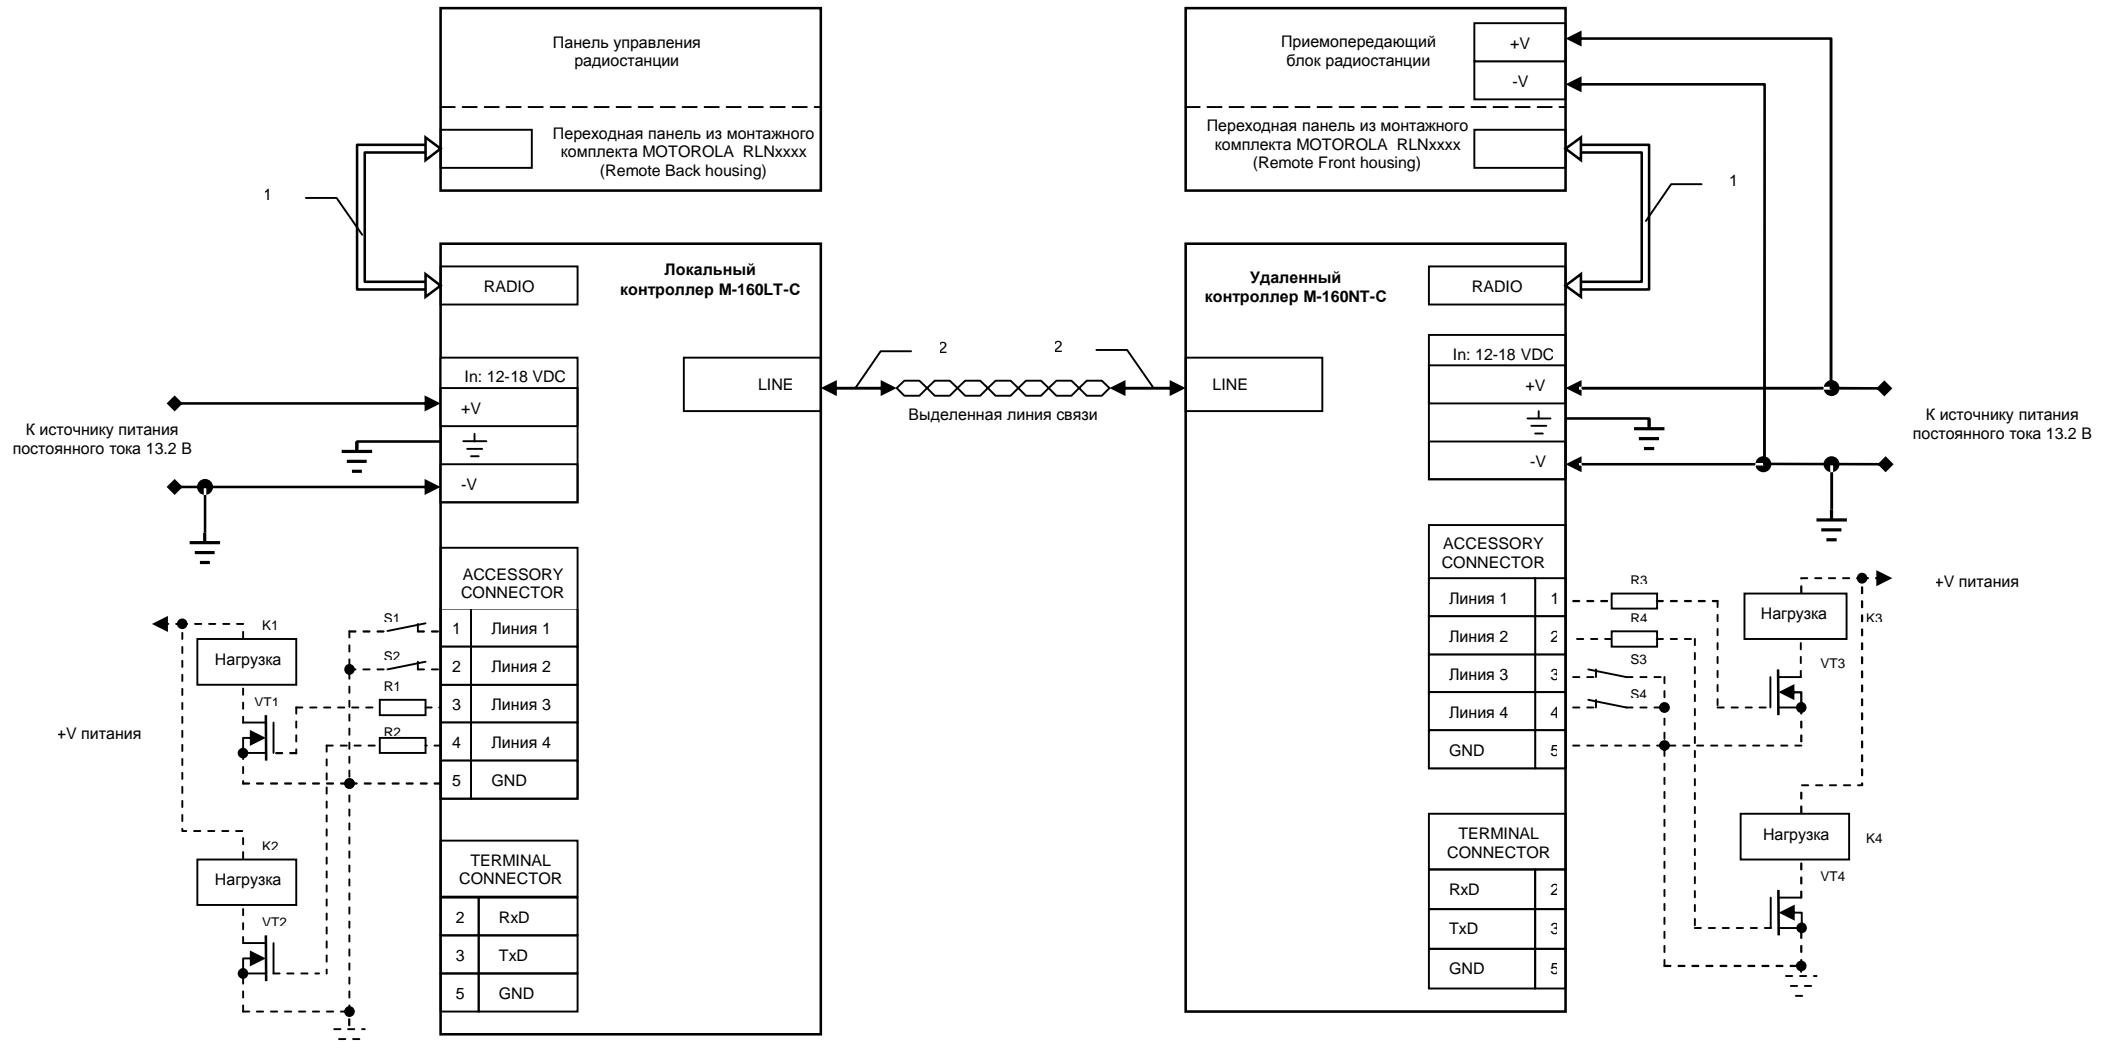 Панель управления
радиостанции
Переходная панель из монтажного
комплекта MOTOROLA RLNxxxx
(Remote Back housing)
1
Приемопередающий
блок радиостанции
+V
-V
Переходная панель из монтажного
комплекта MOTOROLA RLNxxxx
(Remote Front housing)
1
Локальный
контроллер M-160LT-C
RADIO
In: 12-18 VDC
+V
-V
LINE
К источнику питания
постоянного тока 13.2 В
2
2
Выделенная линия связи
Удаленный
контроллер M-160NT-C
RADIO
In: 12-18 VDC
+V
-V
LINE
К источнику питания
постоянного тока 13.2 В
ACCESSORY
CONNECTOR
1 Линия 1
2 Линия 2
3 Линия 3
4 Линия 4
5 GND
S1
S2
R1
R2
K1
Нагрузка
VT1
+V питания
K2
Нагрузка
VT2
TERMINAL
CONNECTOR
2 RxD
3 TxD
5 GND
ACCESSORY
CONNECTOR
Линия 1 1
Линия 2 2
Линия 3 3
Линия 4 4
GND 5
R3
R4
S3
S4
+V питания
Нагрузка
K3
VT3
Нагрузка
K4
VT4
TERMINAL
CONNECTOR
RxD 2
TxD 3
GND 5